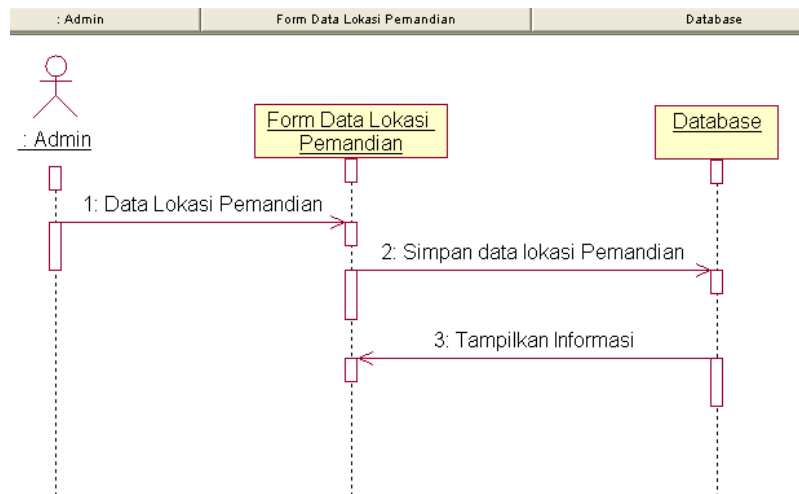 : Admin
Form Data Lokasi Pemandian
Database
: Admin
Form Data Lokasi
Pemandian
Database
1: Data Lokasi Pemandian
2: Simpan data lokasi Pemandian
3: Tampilkan Informasi